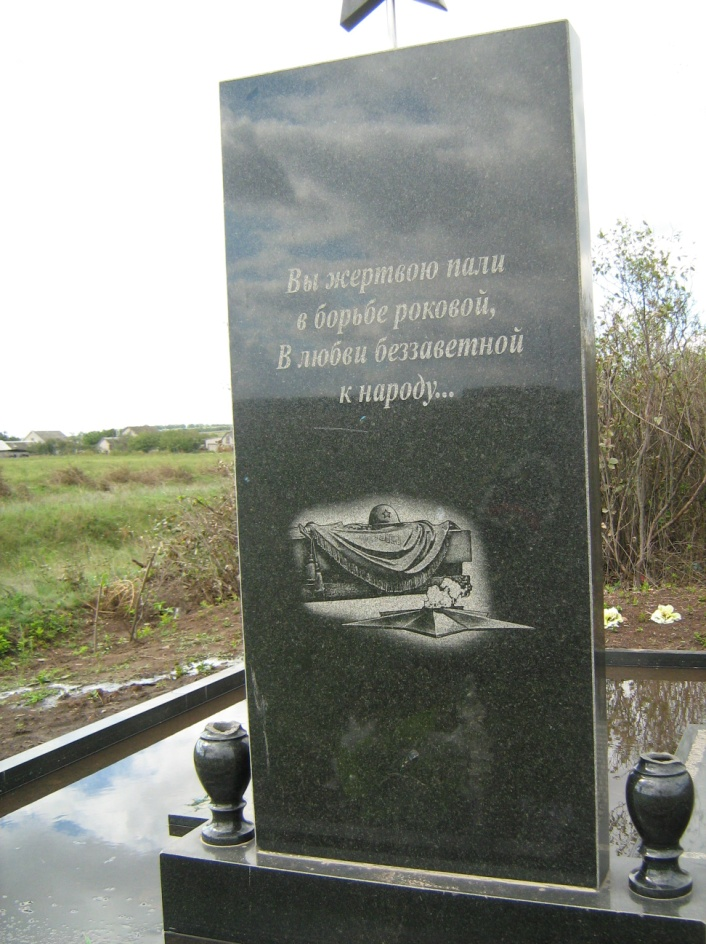 Вы жертвою пали
в борьбе роковой,
В любви беззаветной
к народу...